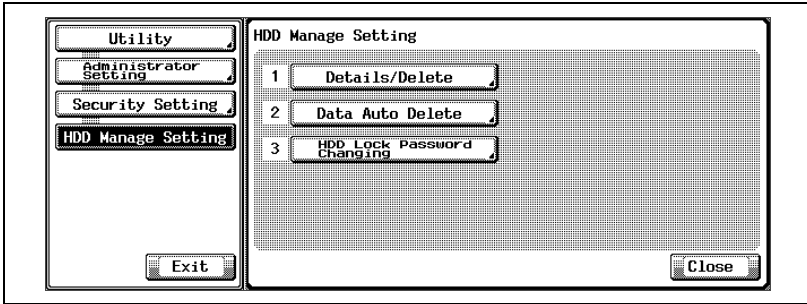 Utility
Administrator
Setting
Security Setting
HDD Manage Setting
Exit
HDD Manage Setting
1 Details/Delete
2 Data Auto Delete
3 HDD Lock Password
Changing
Close